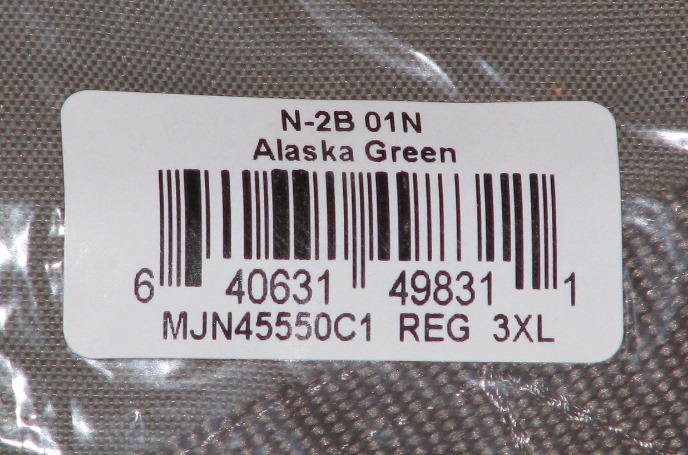 N-2B 01N
Alaska Green
6 40631 49831 1
MJN45550C1 REG 3XL